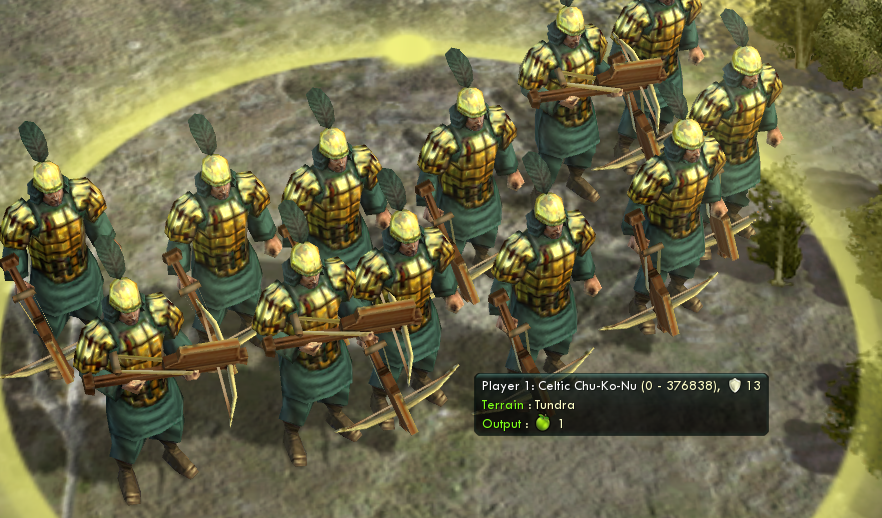 Player 1: Celtic Chu-Ko-Nu (0 - 376838), 13
Terrain : Tundra
Output : 1